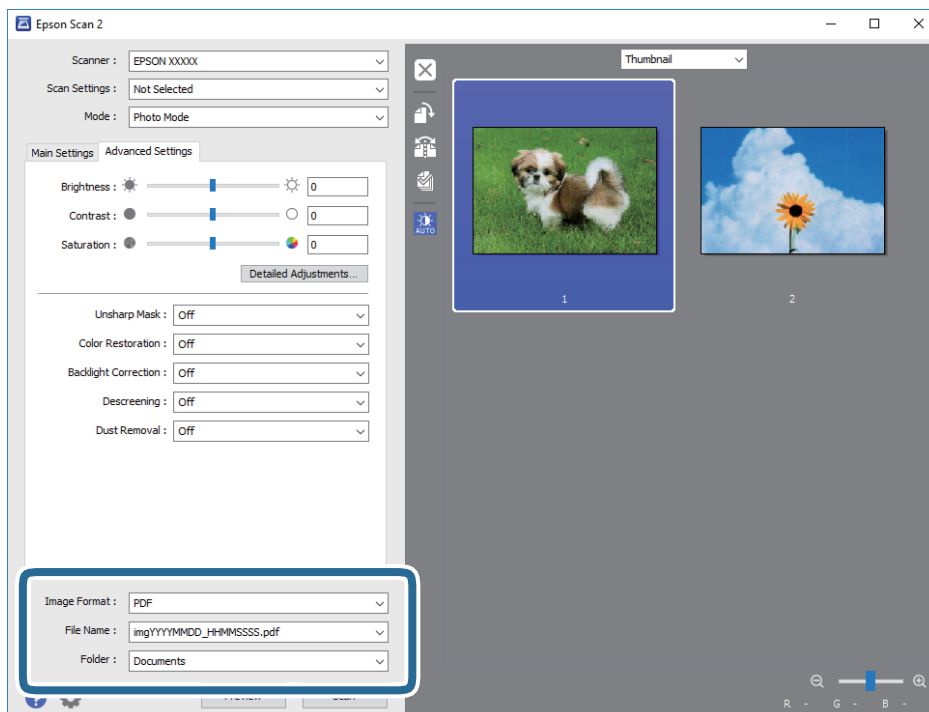 Epson Scan 2
Scanner : EPSON XXXXX
Scan Settings : Not Selected
Mode : Photo Mode
Main Settings Advanced Settings
Brightness : 0
Contrast : 0
Saturation : 0
Detailed Adjustments...
Unsharp Mask : Off
Color Restoration : Off
Backlight Correction : Off
Descreening : Off
Dust Removal : Off
Image Format : PDF
File Name : imgYYYYMMDD_HHMMSSSS.pdf
Folder : Documents
Preview Scan
Thumbnail
AUTO
1 2
R - G - B -